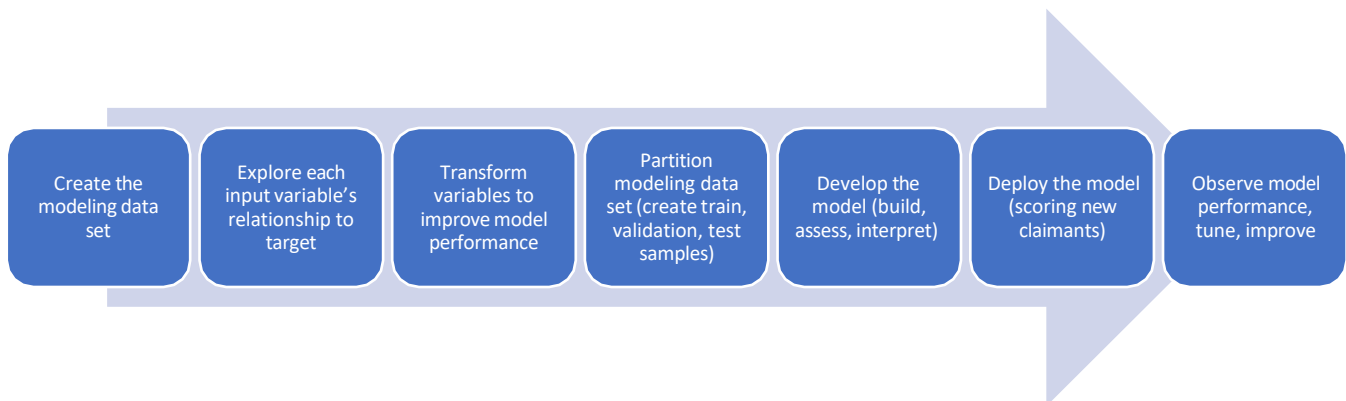 Create the
modeling data
set
Explore each
input variable’s
relationship to
target
Transform
variables to
improve model
performance
Partition
modeling data
set (create train,
validation, test
samples)
Develop the
model (build,
assess, interpret)
Deploy the model
(scoring new
claimants)
Observe model
performance,
tune, improve